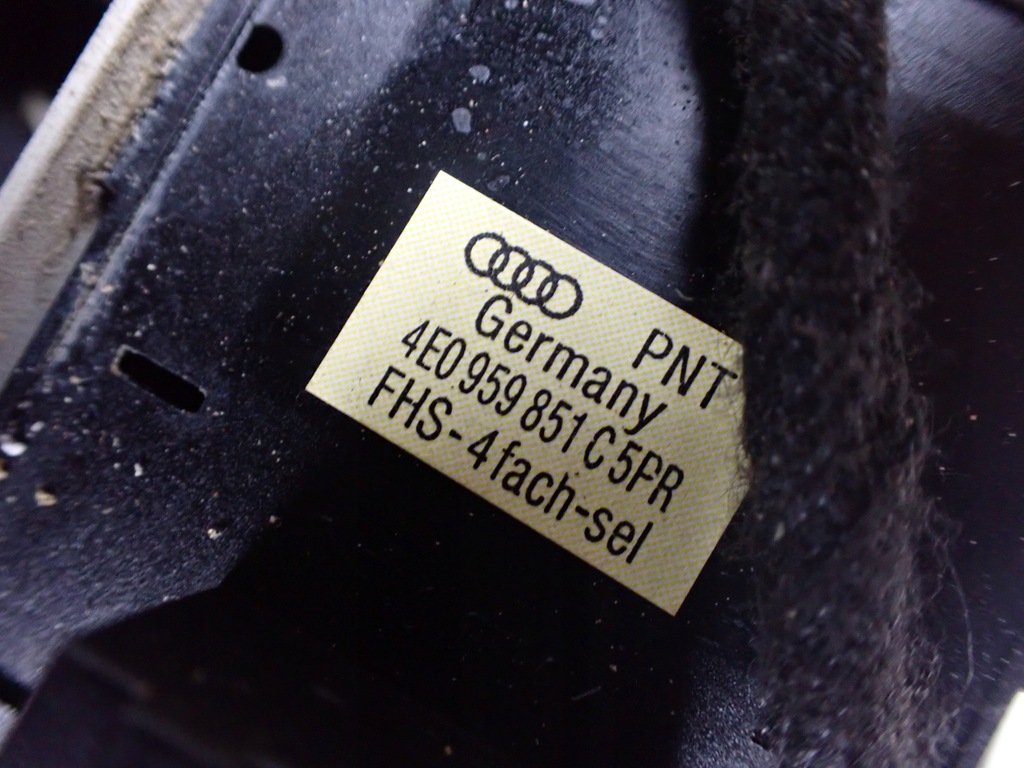 Germany PNT
4E0 959 851 C 5PR
FHS-4fach-sel